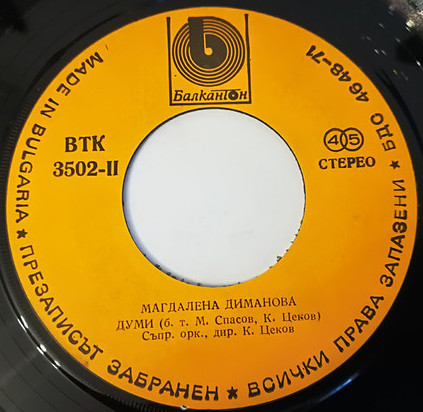 БалканТон
ВТК
3502-II
45
СТЕРЕО
МАГДАЛЕНА ДИМАНОВА
ДУМИ (б. т. М. Спасов, К. Цеков)
Съпр. орк., дир. К. Цеков
MADE IN BULGARIA ★ ПРЕЗАПИСЪТ ЗАБРАНЕН ★ ВСИЧКИ ПРАВА ЗАПАЗЕНИ ★ БДО 4648-71